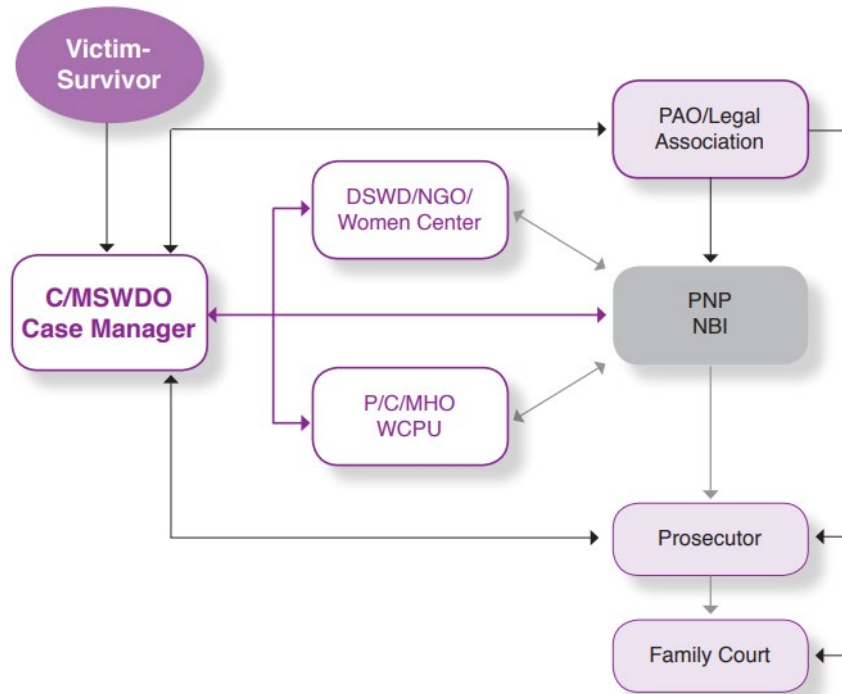 Victim-
Survivor
PAO/Legal
Association
DSWD/NGO/
Women Center
C/MSWDO
Case Manager
PNP
NBI
P/C/MHO
WCPU
Prosecutor
Family Court